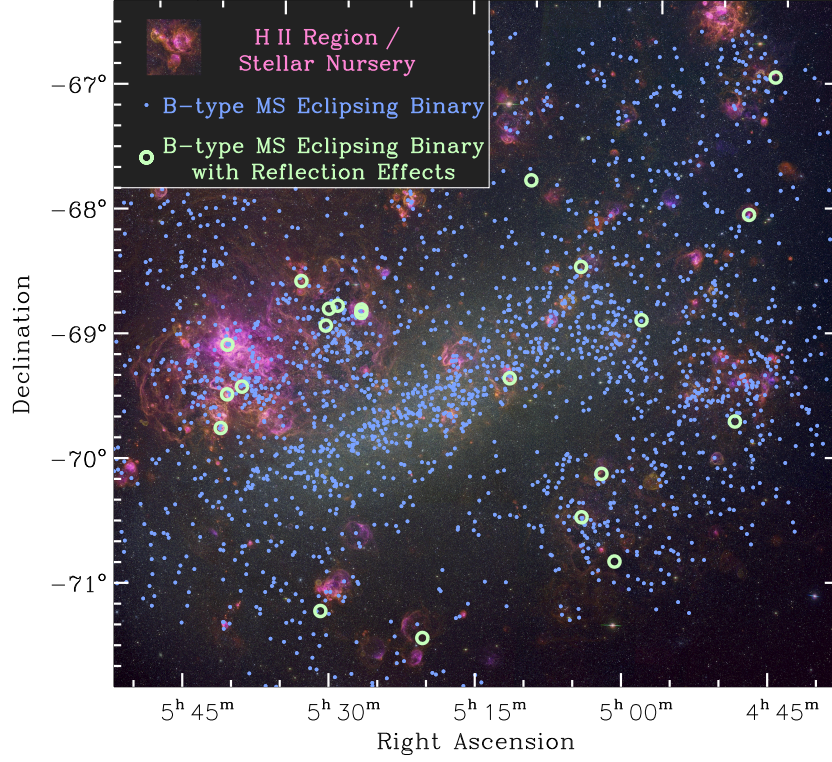 H II Region /
Stellar Nursery
B-type MS Eclipsing Binary
B-type MS Eclipsing Binary
with Reflection Effects
−67°
−68°
−69°
−70°
−71°
Declination
5ʰ 45ᵐ 5ʰ 30ᵐ 5ʰ 15ᵐ 5ʰ 00ᵐ 4ʰ 45ᵐ
Right Ascension